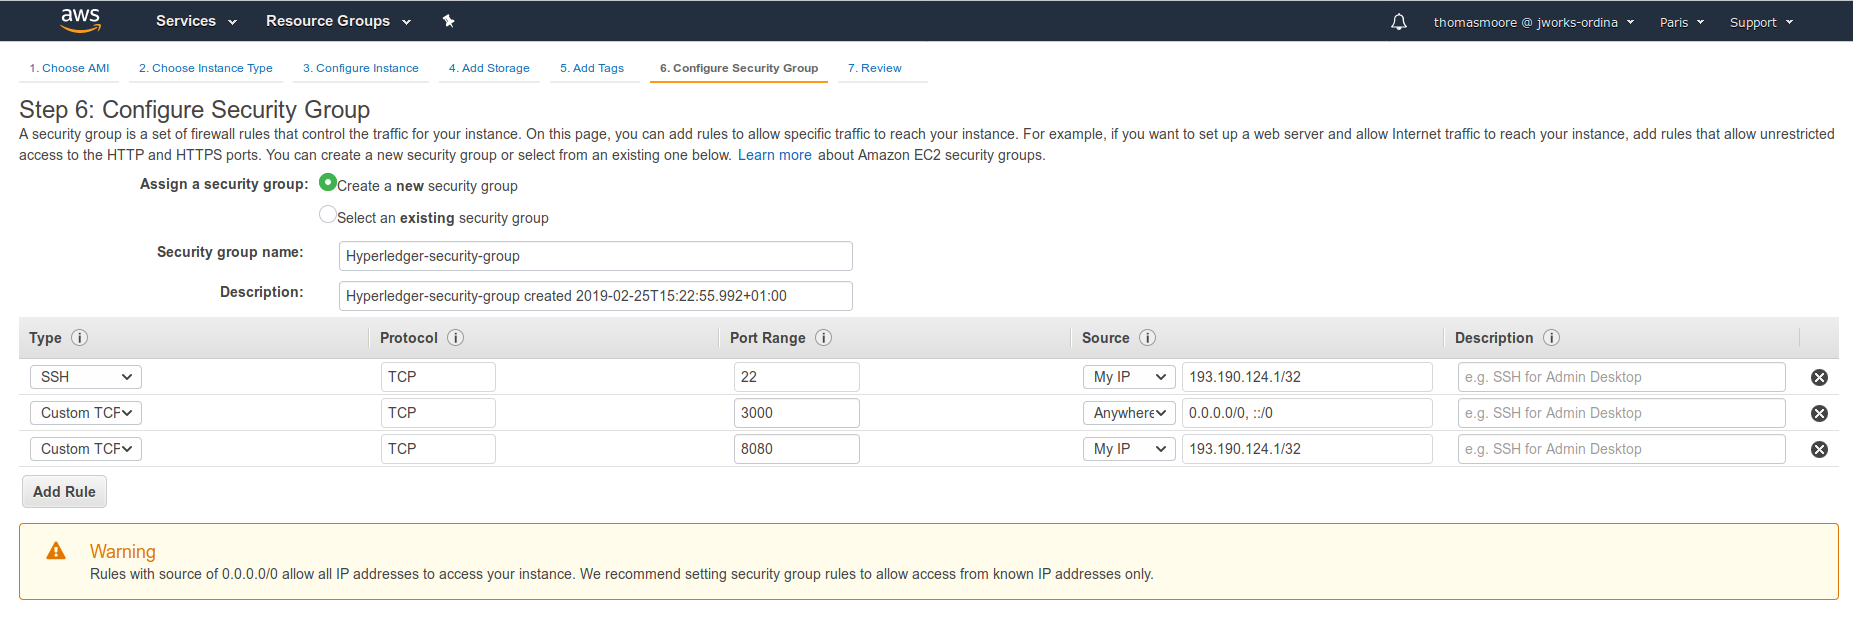 aws Services Resource Groups thomasmoore @ jworks-ordina Paris Support
1. Choose AMI 2. Choose Instance Type 3. Configure Instance 4. Add Storage 5. Add Tags 6. Configure Security Group 7. Review
Step 6: Configure Security Group
A security group is a set of firewall rules that control the traffic for your instance. On this page, you can add rules to allow specific traffic to reach your instance. For example, if you want to set up a web server and allow Internet traffic to reach your instance, add rules that allow unrestricted
access to the HTTP and HTTPS ports. You can create a new security group or select from an existing one below. Learn more about Amazon EC2 security groups.
Assign a security group: Create a new security group
Select an existing security group
Security group name: Hyperledger-security-group
Description: Hyperledger-security-group created 2019-02-25T15:22:55.992+01:00
Type i Protocol i Port Range i Source i Description i
SSH TCP 22 My IP 193.190.124.1/32 e.g. SSH for Admin Desktop
Custom TCP TCP 3000 Anywhere 0.0.0.0/0, ::/0 e.g. SSH for Admin Desktop
Custom TCP TCP 8080 My IP 193.190.124.1/32 e.g. SSH for Admin Desktop
Add Rule
Warning
Rules with source of 0.0.0.0/0 allow all IP addresses to access your instance. We recommend setting security group rules to allow access from known IP addresses only.